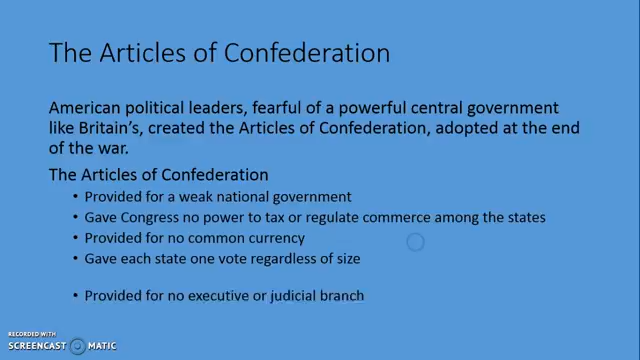 The Articles of Confederation
American political leaders, fearful of a powerful central government
like Britain's, created the Articles of Confederation, adopted at the end
of the war.
The Articles of Confederation
• Provided for a weak national government
• Gave Congress no power to tax or regulate commerce among the states
• Provided for no common currency
• Gave each state one vote regardless of size
• Provided for no executive or judicial branch
RECORDED WITH
SCREENCAST MATIC